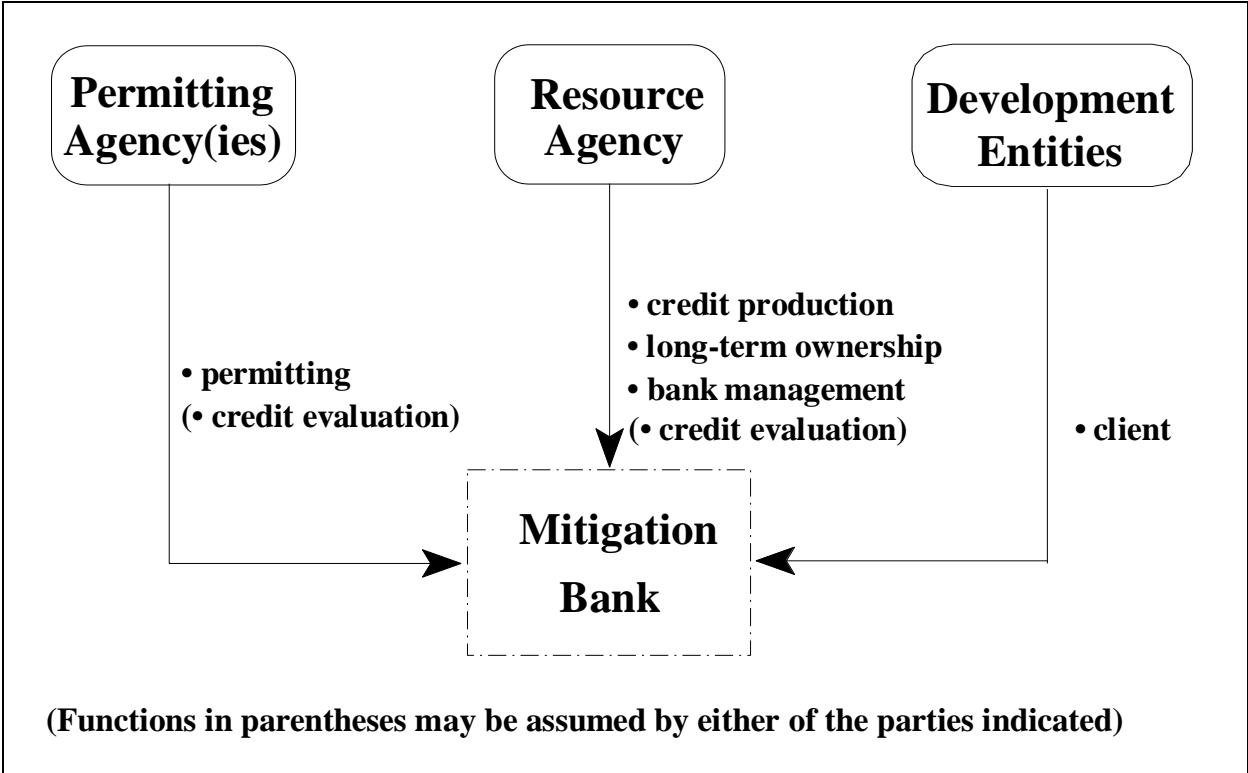 Permitting
Agency(ies)
Resource
Agency
Development
Entities
• permitting
(• credit evaluation)
• credit production
• long-term ownership
• bank management
(• credit evaluation)
• client
Mitigation
Bank
(Functions in parentheses may be assumed by either of the parties indicated)